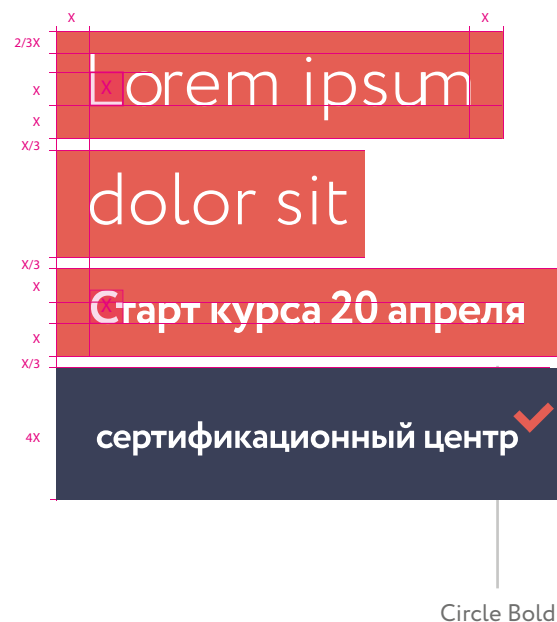 X X
2/3X
Lorem ipsum
X
X
X
X/3
dolor sit
X/3
X
Старт курса 20 апреля
X
X
X/3
4X
сертификационный центр
Circle Bold